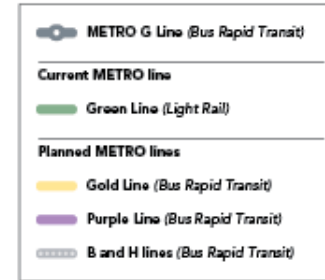 METRO G Line (Bus Rapid Transit)
Current METRO line
Green Line (Light Rail)
Planned METRO lines
Gold Line (Bus Rapid Transit)
Purple Line (Bus Rapid Transit)
B and H lines (Bus Rapid Transit)